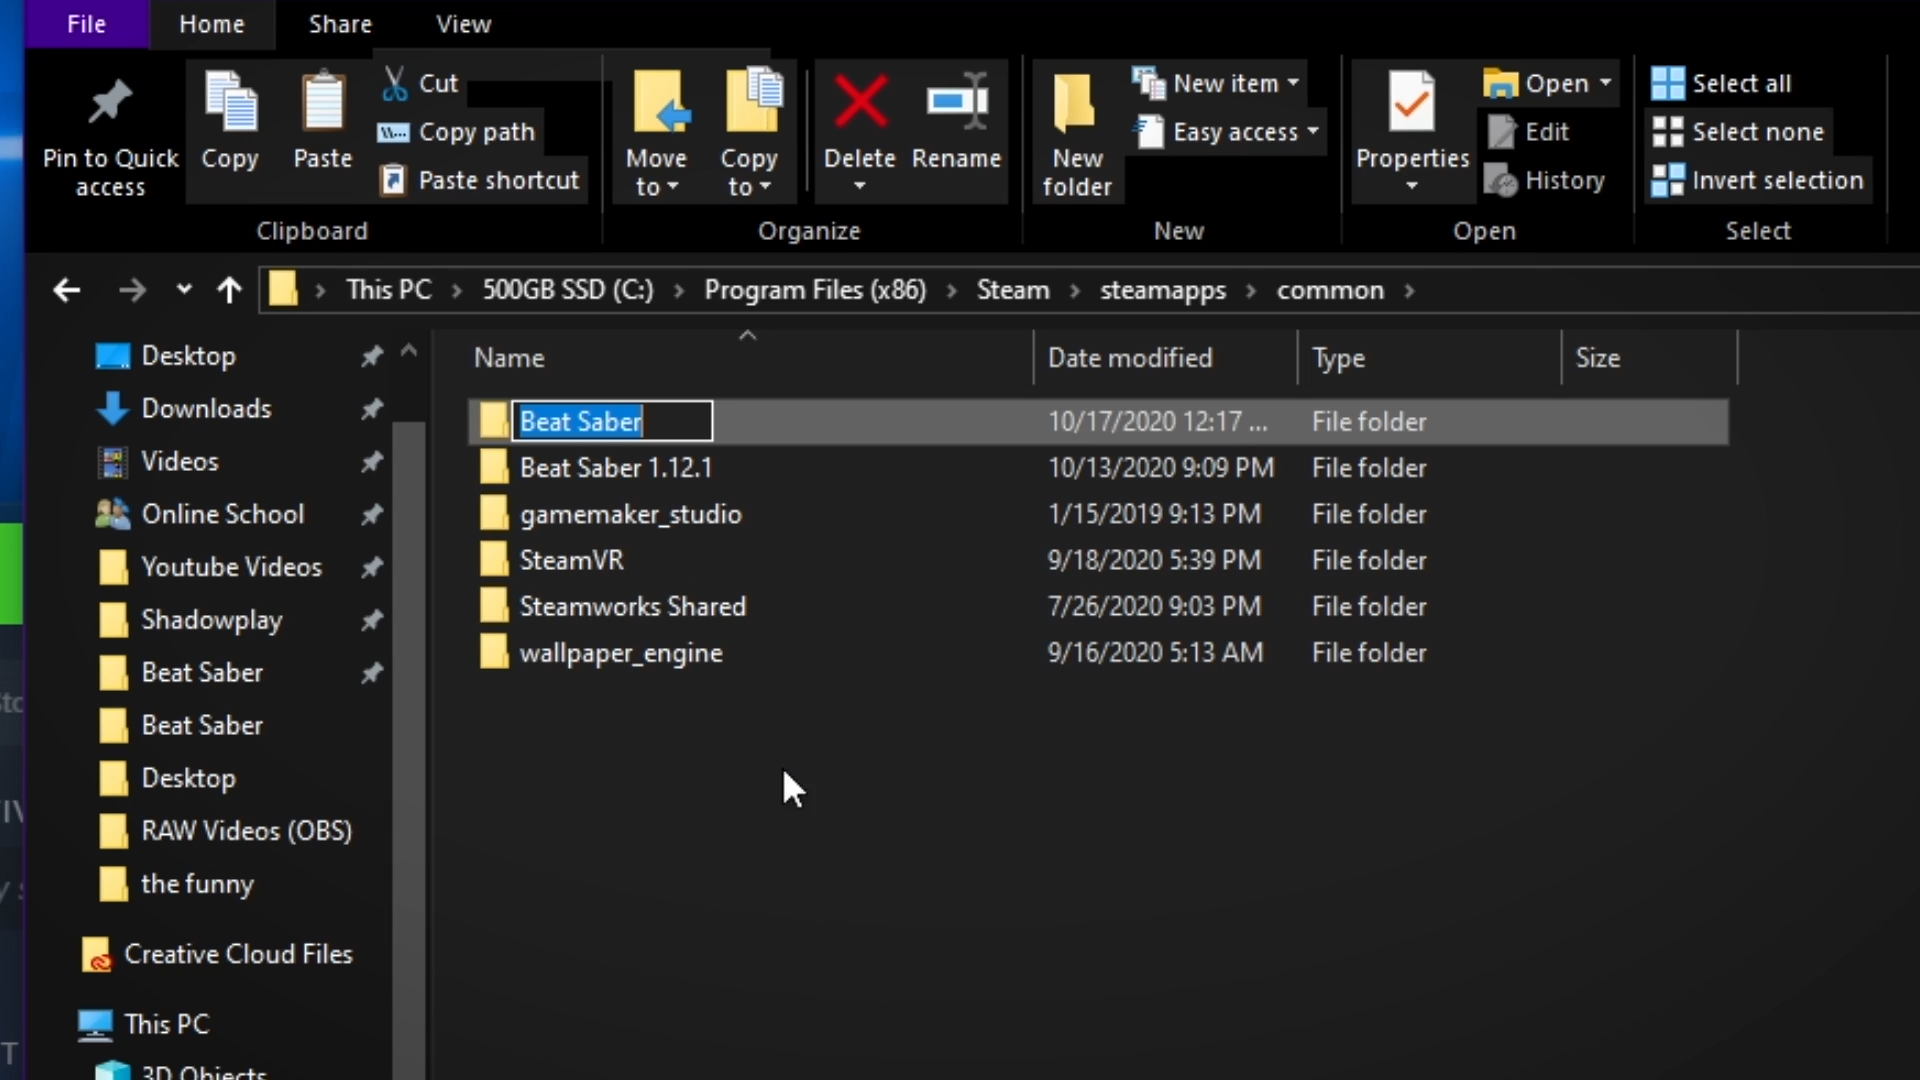 File Home Share View
Pin to Quick access
Copy
Paste
Cut
Copy path
Paste shortcut
Clipboard
Move to
Copy to
Delete
Rename
Organize
New folder
New item
Easy access
New
Properties
Open
Edit
History
Open
Select all
Select none
Invert selection
Select
This PC > 500GB SSD (C:) > Program Files (x86) > Steam > steamapps > common >
Desktop
Downloads
Videos
Online School
Youtube Videos
Shadowplay
Beat Saber
Beat Saber
Desktop
RAW Videos (OBS)
the funny
Creative Cloud Files
This PC
3D Objects
Name Date modified Type Size
Beat Saber 10/17/2020 12:17 ... File folder
Beat Saber 1.12.1 10/13/2020 9:09 PM File folder
gamemaker_studio 1/15/2019 9:13 PM File folder
SteamVR 9/18/2020 5:39 PM File folder
Steamworks Shared 7/26/2020 9:03 PM File folder
wallpaper_engine 9/16/2020 5:13 AM File folder